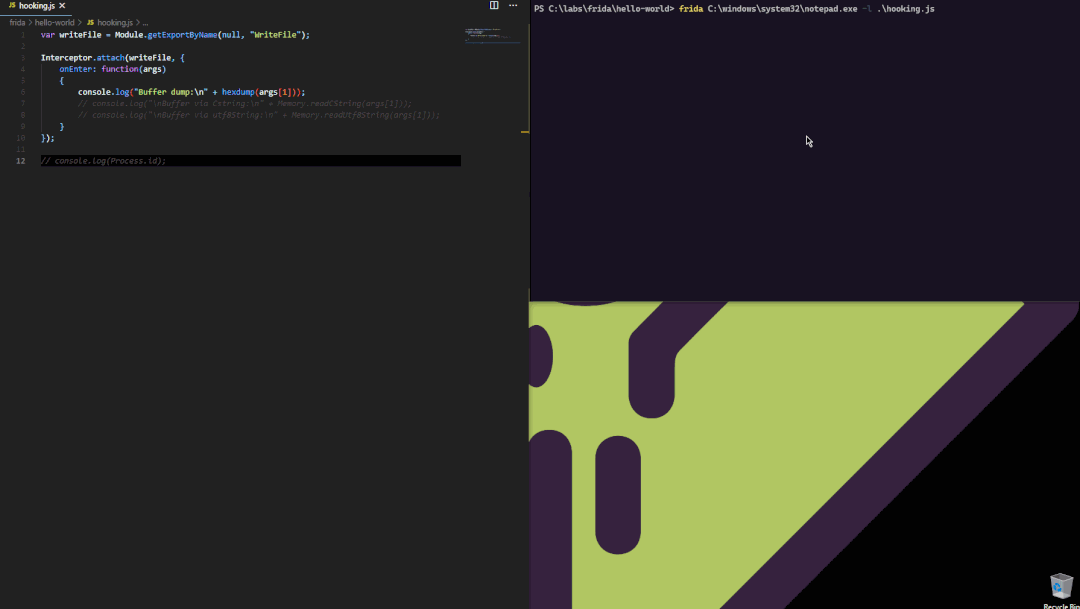 JS hooking.js ×
frida > hello-world > JS hooking.js > ...
1 var writeFile = Module.getExportByName(null, "WriteFile");
2
3 Interceptor.attach(writeFile, {
4 onEnter: function(args)
5 {
6 console.log("Buffer dump:\n" + hexdump(args[1]));
7 // console.log("\nBuffer via Cstring:\n" + Memory.readCString(args[1]));
8 // console.log("\nBuffer via utf8String:\n" + Memory.readUtf8String(args[1]));
9 }
10 });
11
12 // console.log(Process.id);
PS C:\labs\frida\hello-world> frida C:\windows\system32\notepad.exe -l .\hooking.js
Recycle Bin